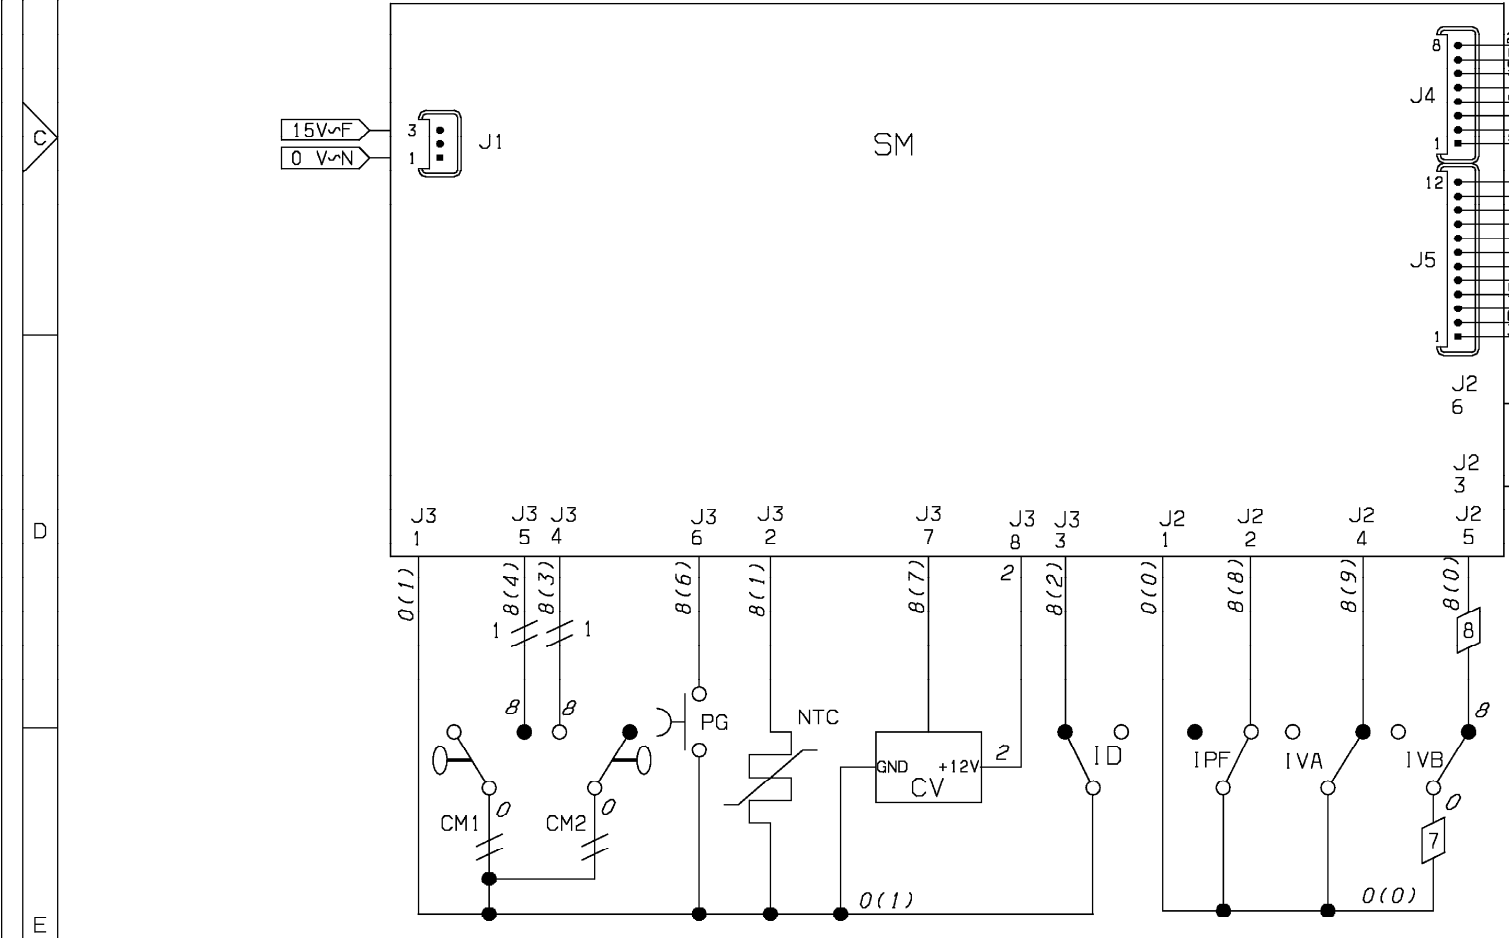 C
15V~F
0 V~N
3
1
J1
SM
8
J4
1
12
J5
1
J2
6
J2
3
D
J3
1
J3
5
J3
4
J3
6
J3
2
J3
7
J3
8
J3
3
J2
1
J2
2
J2
4
J2
5
0(1)
8(4)
8(3)
8(6)
8(1)
8(7)
2
8(2)
0(0)
8(8)
8(9)
8(0)
1
1
8
8
8
PG
NTC
8
GND
+12V
2
CV
ID
IPF
IVA
IVB
CM1
0
CM2
0
0
7
0(1)
0(0)
E